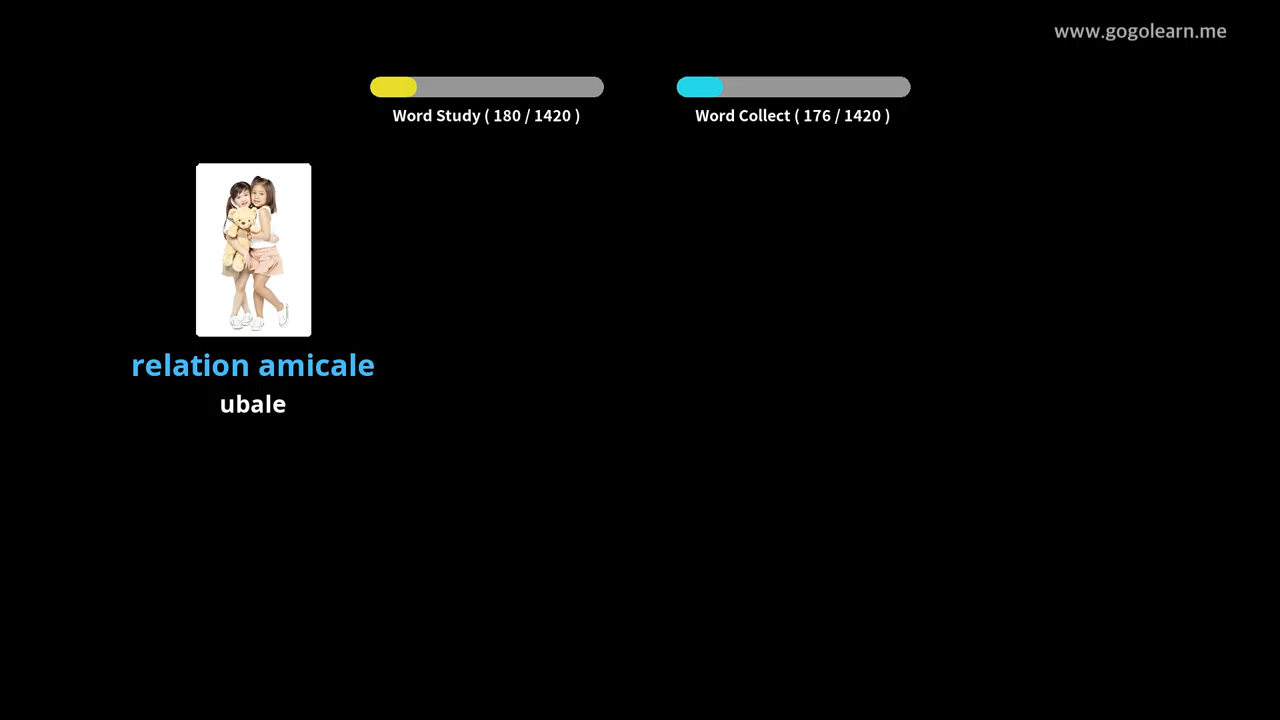 www.gogolearn.me
Word Study ( 180 / 1420 )
Word Collect ( 176 / 1420 )
relation amicale
ubale